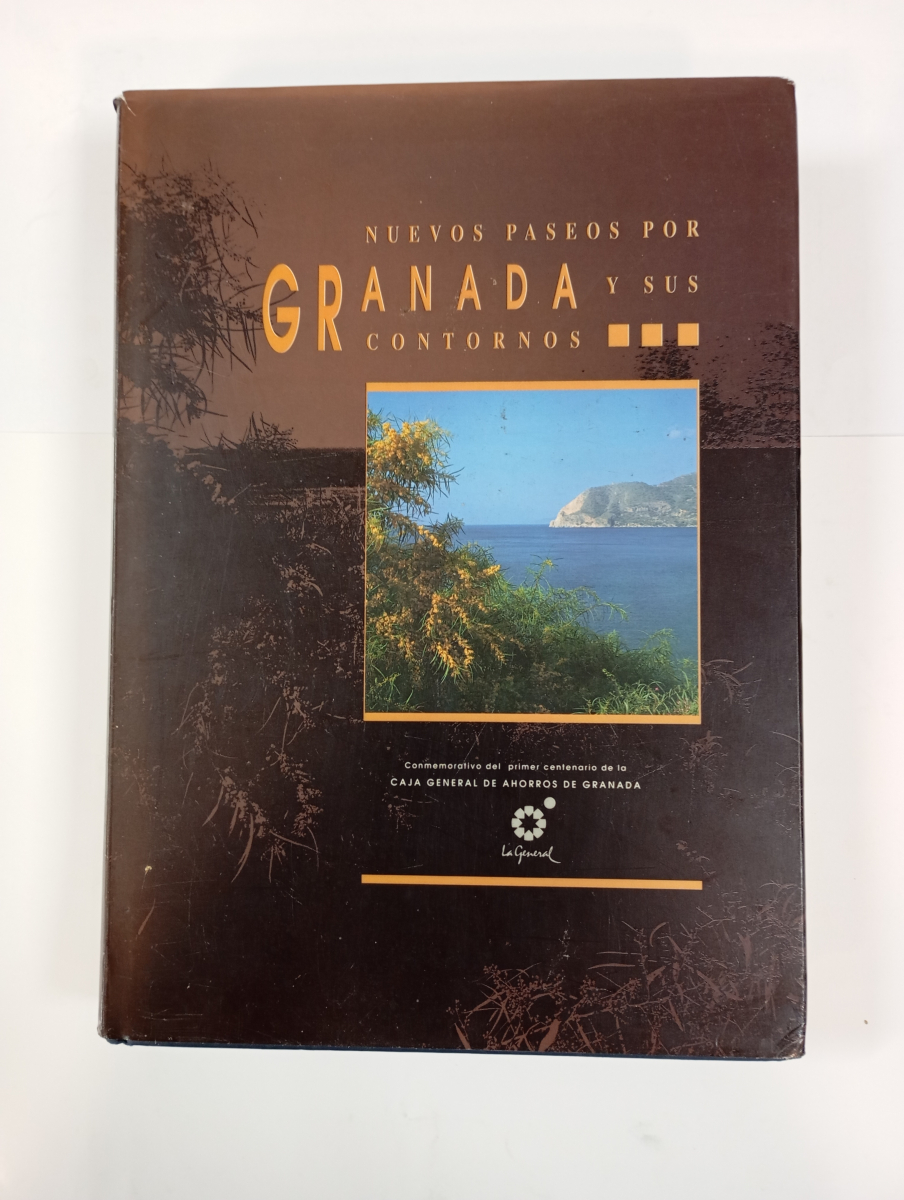 NUEVOS PASEOS POR
GRANADA Y SUS
CONTORNOS
Conmemorativo del primer centenario de la
CAJA GENERAL DE AHORROS DE GRANADA
La General